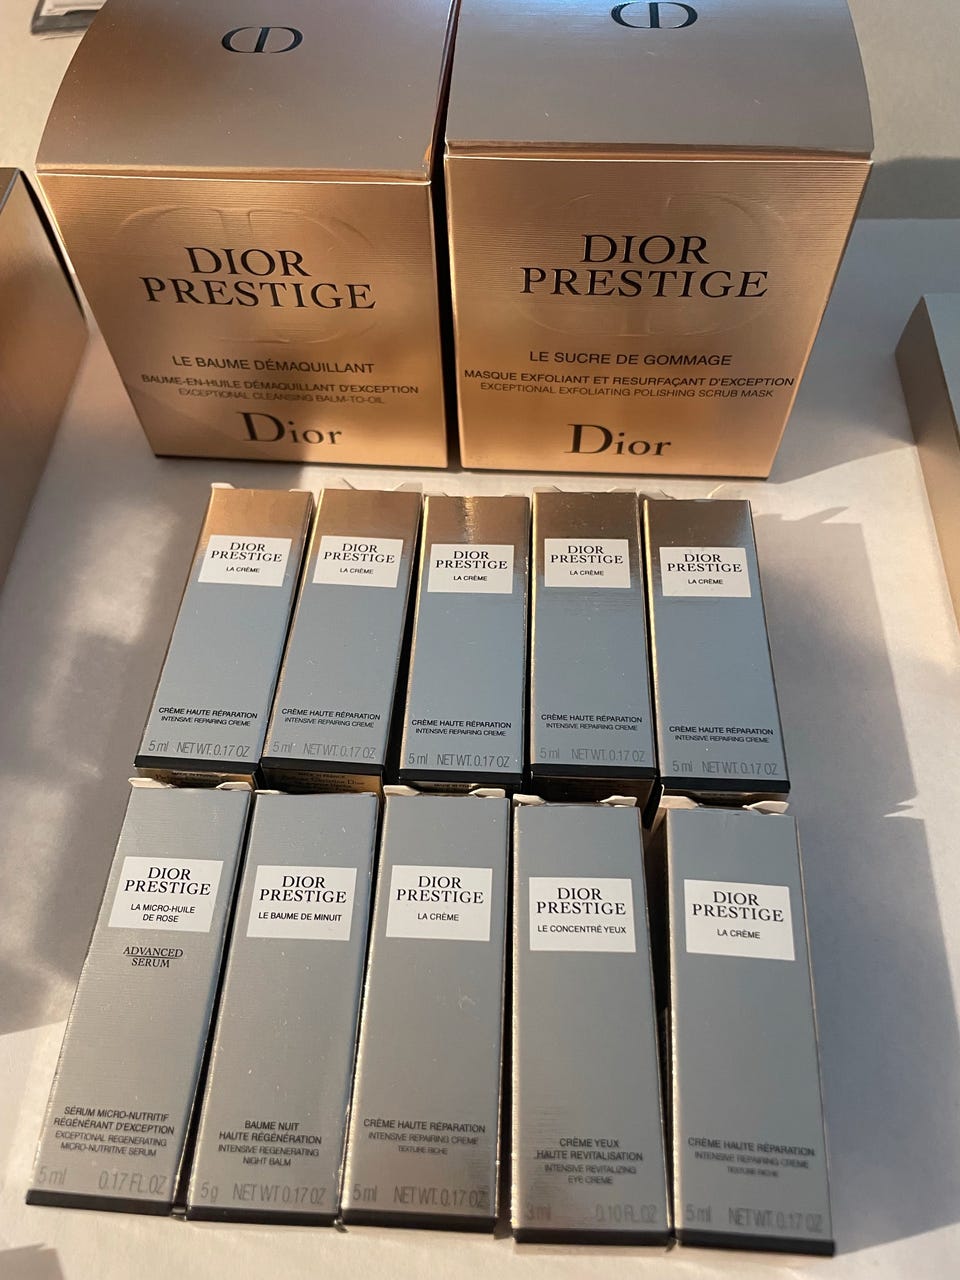 DIOR
PRESTIGE
LE BAUME DÉMAQUILLANT
BAUME-EN-HUILE DÉMAQUILLANT D'EXCEPTION
EXCEPTIONAL CLEANSING BALM-TO-OIL
Dior
DIOR
PRESTIGE
LE SUCRE DE GOMMAGE
MASQUE EXFOLIANT ET RESURFAÇANT D'EXCEPTION
EXCEPTIONAL EXFOLIATING POLISHING SCRUB MASK
Dior
DIOR
PRESTIGE
LA CRÈME
CRÈME HAUTE RÉPARATION
INTENSIVE REPAIRING CREME
5 ml NET WT. 0.17 OZ
DIOR
PRESTIGE
LA CRÈME
CRÈME HAUTE RÉPARATION
INTENSIVE REPAIRING CREME
5 ml NET WT. 0.17 OZ
DIOR
PRESTIGE
LA CRÈME
CRÈME HAUTE RÉPARATION
INTENSIVE REPAIRING CREME
5 ml NET WT. 0.17 OZ
DIOR
PRESTIGE
LA CRÈME
CRÈME HAUTE RÉPARATION
INTENSIVE REPAIRING CREME
5 ml NET WT. 0.17 OZ
DIOR
PRESTIGE
LA CRÈME
CRÈME HAUTE RÉPARATION
INTENSIVE REPAIRING CREME
5 ml NET WT. 0.17 OZ
DIOR
PRESTIGE
LA MICRO-HUILE
DE ROSE
ADVANCED
SERUM
SÉRUM MICRO-NUTRITIF
RÉGÉNÉRANT D'EXCEPTION
EXCEPTIONAL REGENERATING
MICRO-NUTRITIVE SERUM
5 ml 0.17 FL OZ
DIOR
PRESTIGE
LE BAUME DE MINUIT
BAUME NUIT
HAUTE RÉGÉNÉRATION
INTENSIVE REGENERATING
NIGHT BALM
5 g NET WT 0.17 OZ
DIOR
PRESTIGE
LA CRÈME
CRÈME HAUTE RÉPARATION
INTENSIVE REPAIRING CREME
TEXTURE RICHE
5 ml NET WT. 0.17 OZ
DIOR
PRESTIGE
LE CONCENTRÉ YEUX
CRÈME YEUX
HAUTE REVITALISATION
INTENSIVE REVITALIZING
EYE CREME
3 ml 0.10 FL OZ
DIOR
PRESTIGE
LA CRÈME
CRÈME HAUTE RÉPARATION
INTENSIVE REPAIRING CREME
TEXTURE RICHE
5 ml NET WT. 0.17 OZ